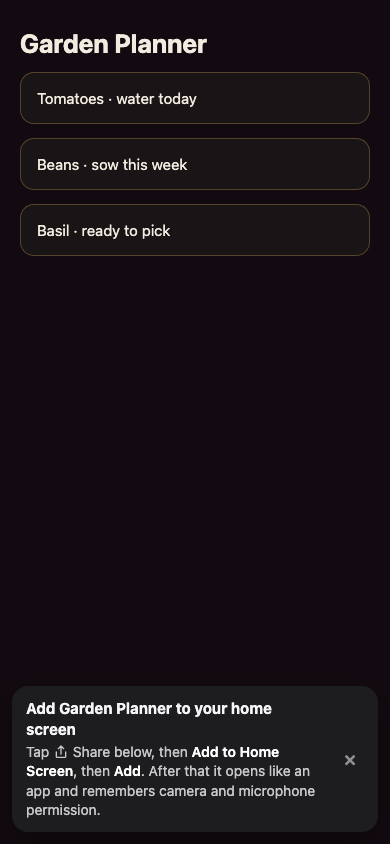 Garden Planner
Tomatoes · water today
Beans · sow this week
Basil · ready to pick
Add Garden Planner to your home
screen
Tap Share below, then Add to Home
Screen, then Add. After that it opens like an
app and remembers camera and microphone
permission.